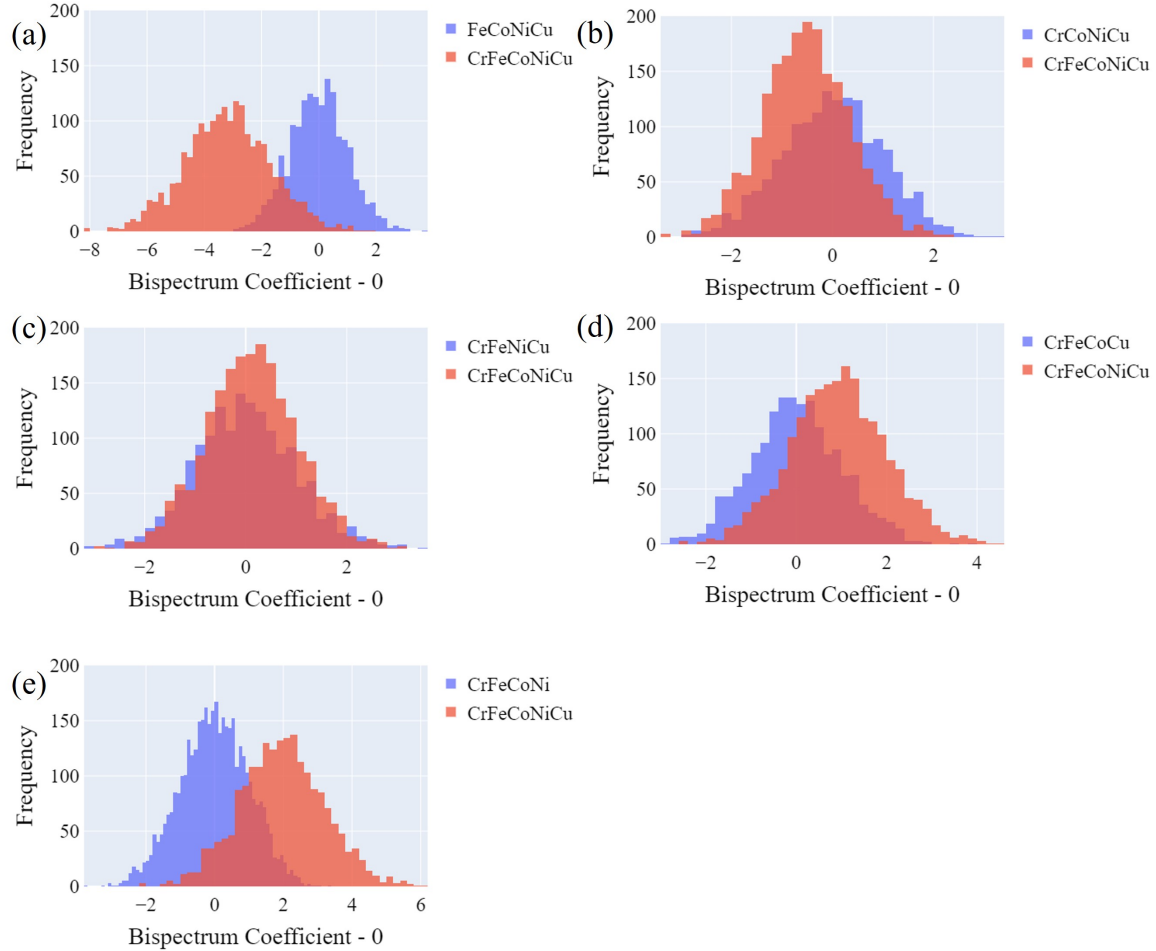 (a)
200
150
100
50
0
Frequency
−8 −6 −4 −2 0 2
Bispectrum Coefficient - 0
FeCoNiCu
CrFeCoNiCu
(b)
200
150
100
50
0
Frequency
−2 0 2
Bispectrum Coefficient - 0
CrCoNiCu
CrFeCoNiCu
(c)
200
150
100
50
0
Frequency
−2 0 2
Bispectrum Coefficient - 0
CrFeNiCu
CrFeCoNiCu
(d)
200
150
100
50
0
Frequency
−2 0 2 4
Bispectrum Coefficient - 0
CrFeCoCu
CrFeCoNiCu
(e)
200
150
100
50
0
Frequency
−2 0 2 4 6
Bispectrum Coefficient - 0
CrFeCoNi
CrFeCoNiCu